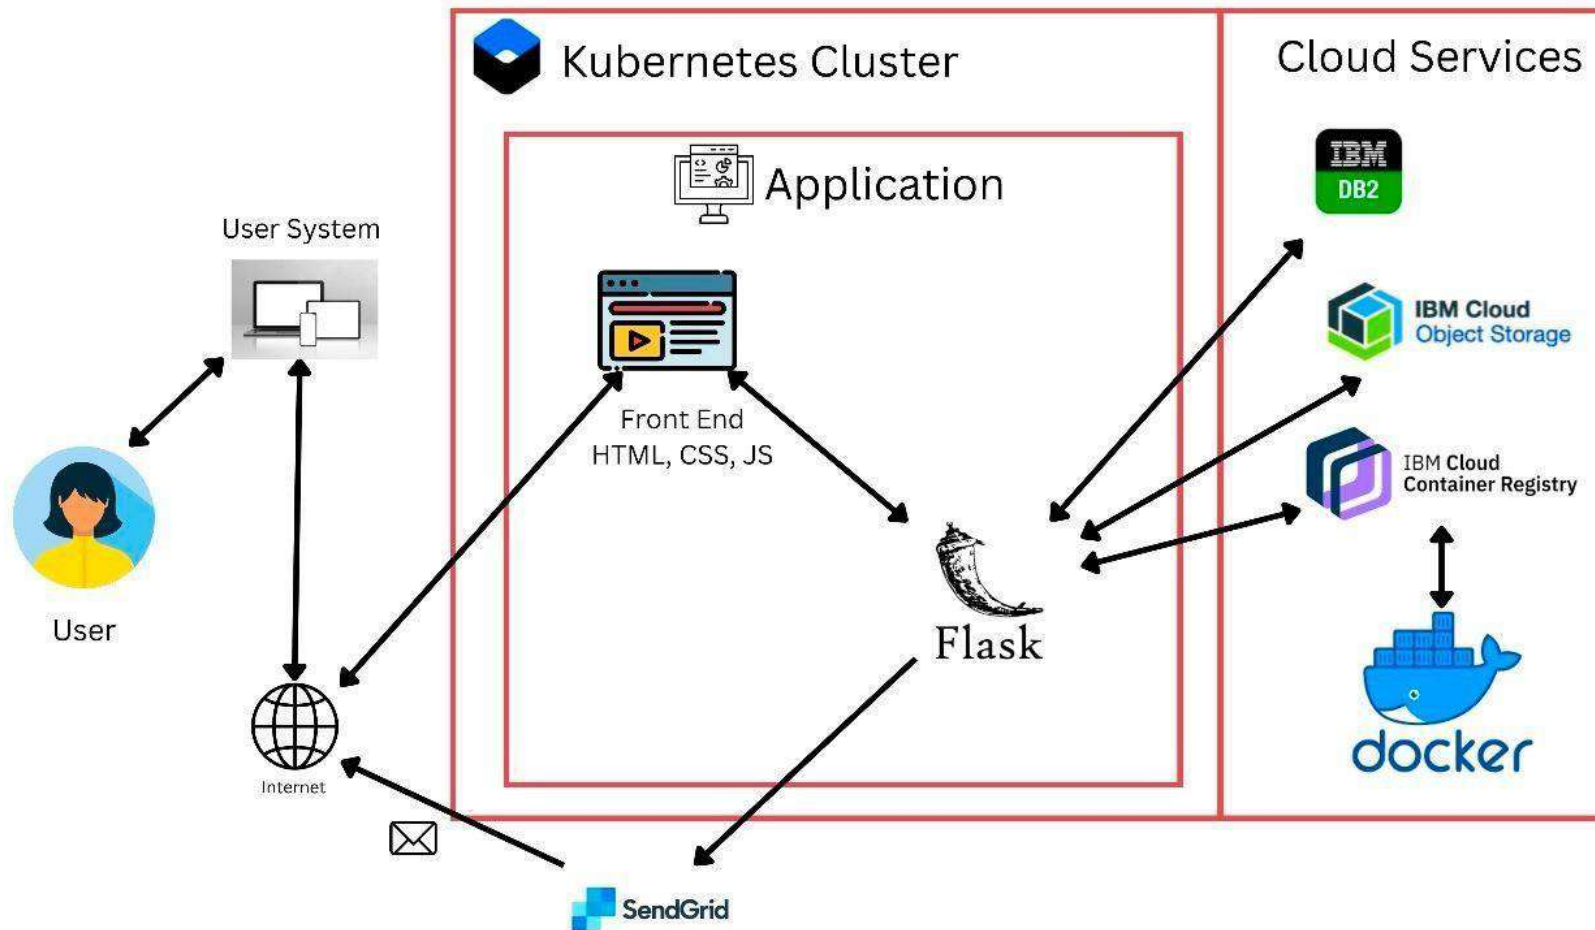 Kubernetes Cluster
Cloud Services
Application
IBM
DB2
User System
IBM Cloud
Object Storage
Front End
HTML, CSS, JS
IBM Cloud
Container Registry
User
Flask
docker
Internet
SendGrid